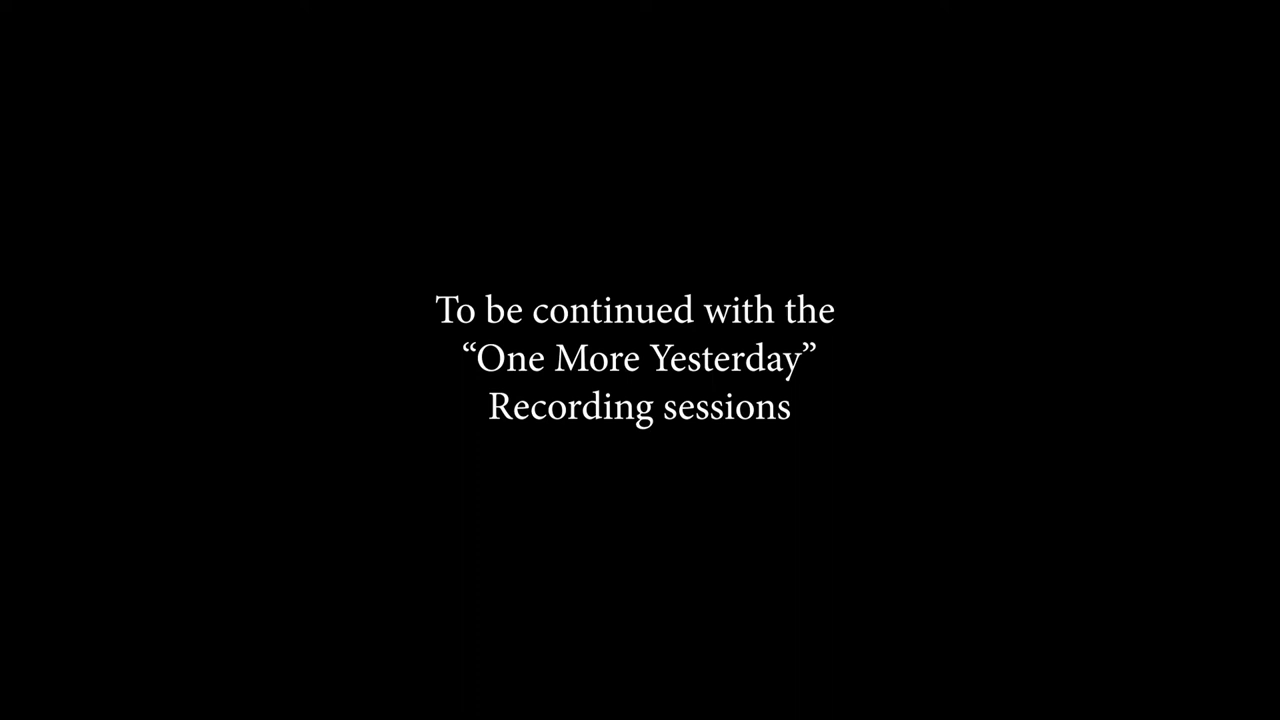 To be continued with the
“One More Yesterday”
Recording sessions